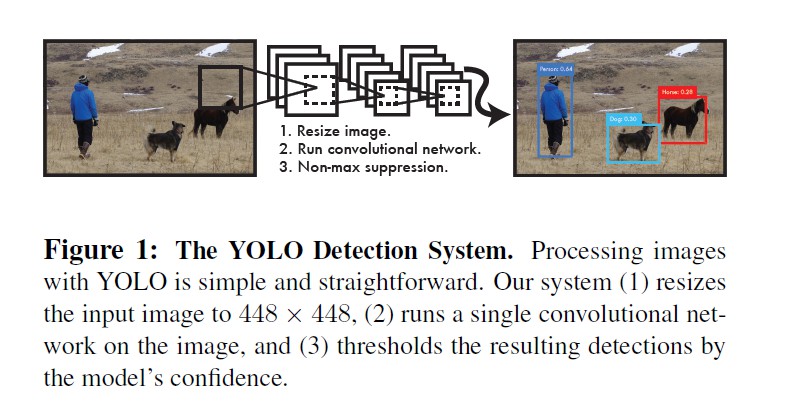 Person: 0.64
Horse: 0.28
Dog: 0.30
1. Resize image.
2. Run convolutional network.
3. Non-max suppression.
Figure 1: The YOLO Detection System. Processing images
with YOLO is simple and straightforward. Our system (1) resizes
the input image to 448 × 448, (2) runs a single convolutional net-
work on the image, and (3) thresholds the resulting detections by
the model’s confidence.